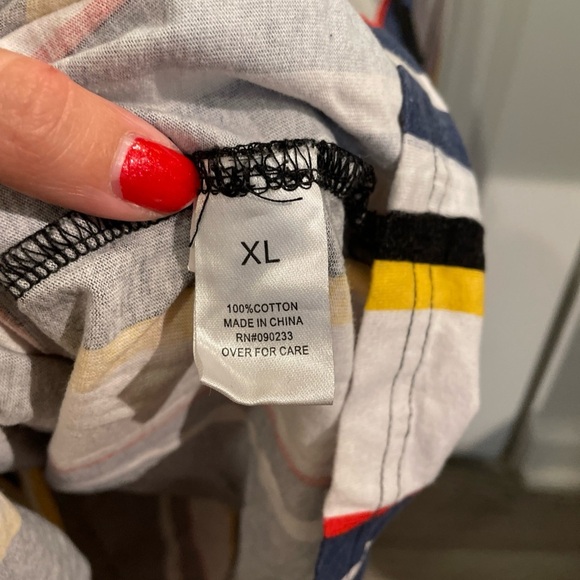 XL
100%COTTON
MADE IN CHINA
RN#090233
OVER FOR CARE